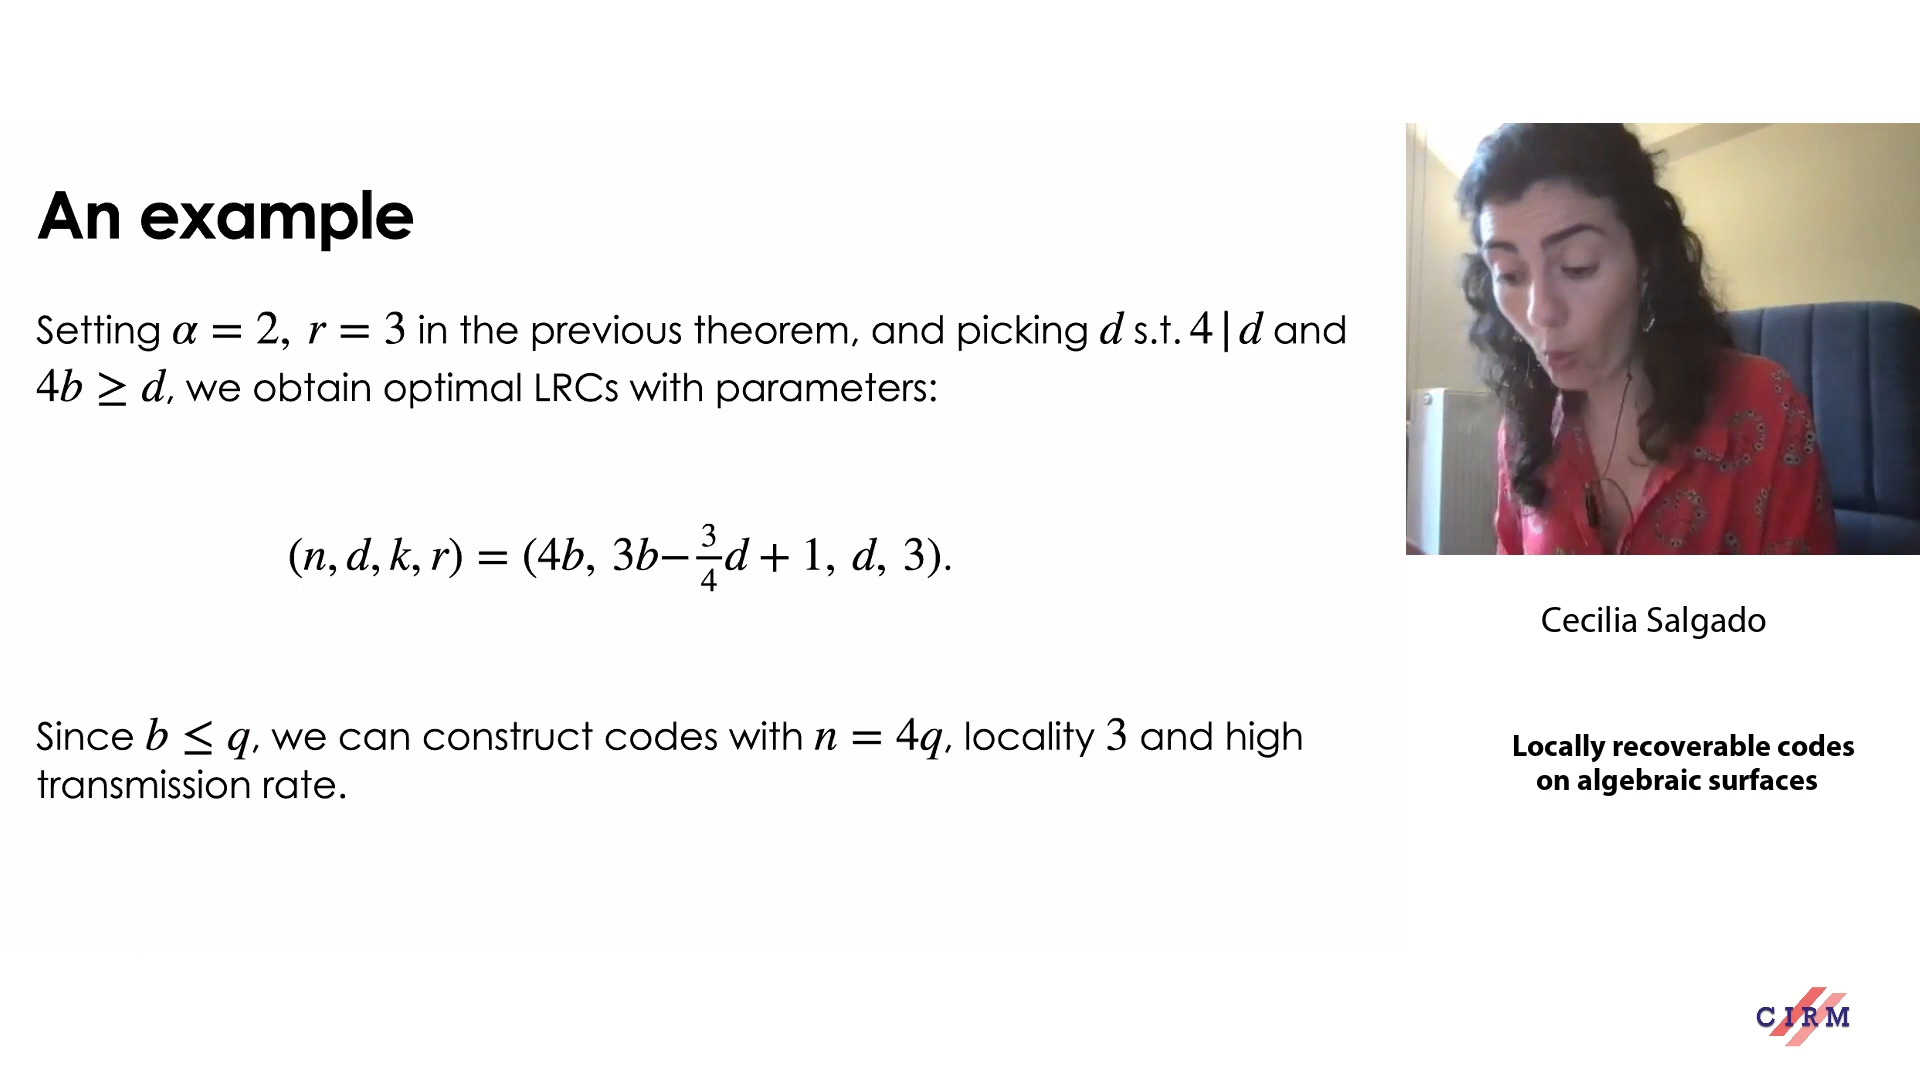 An example
Setting α = 2, r = 3 in the previous theorem, and picking d s.t. 4 | d and
4b ≥ d, we obtain optimal LRCs with parameters:
(n, d, k, r) = (4b, 3b−\frac{3}{4}d + 1, d, 3).
Since b ≤ q, we can construct codes with n = 4q, locality 3 and high
transmission rate.
Cecilia Salgado
Locally recoverable codes
on algebraic surfaces
CIRM